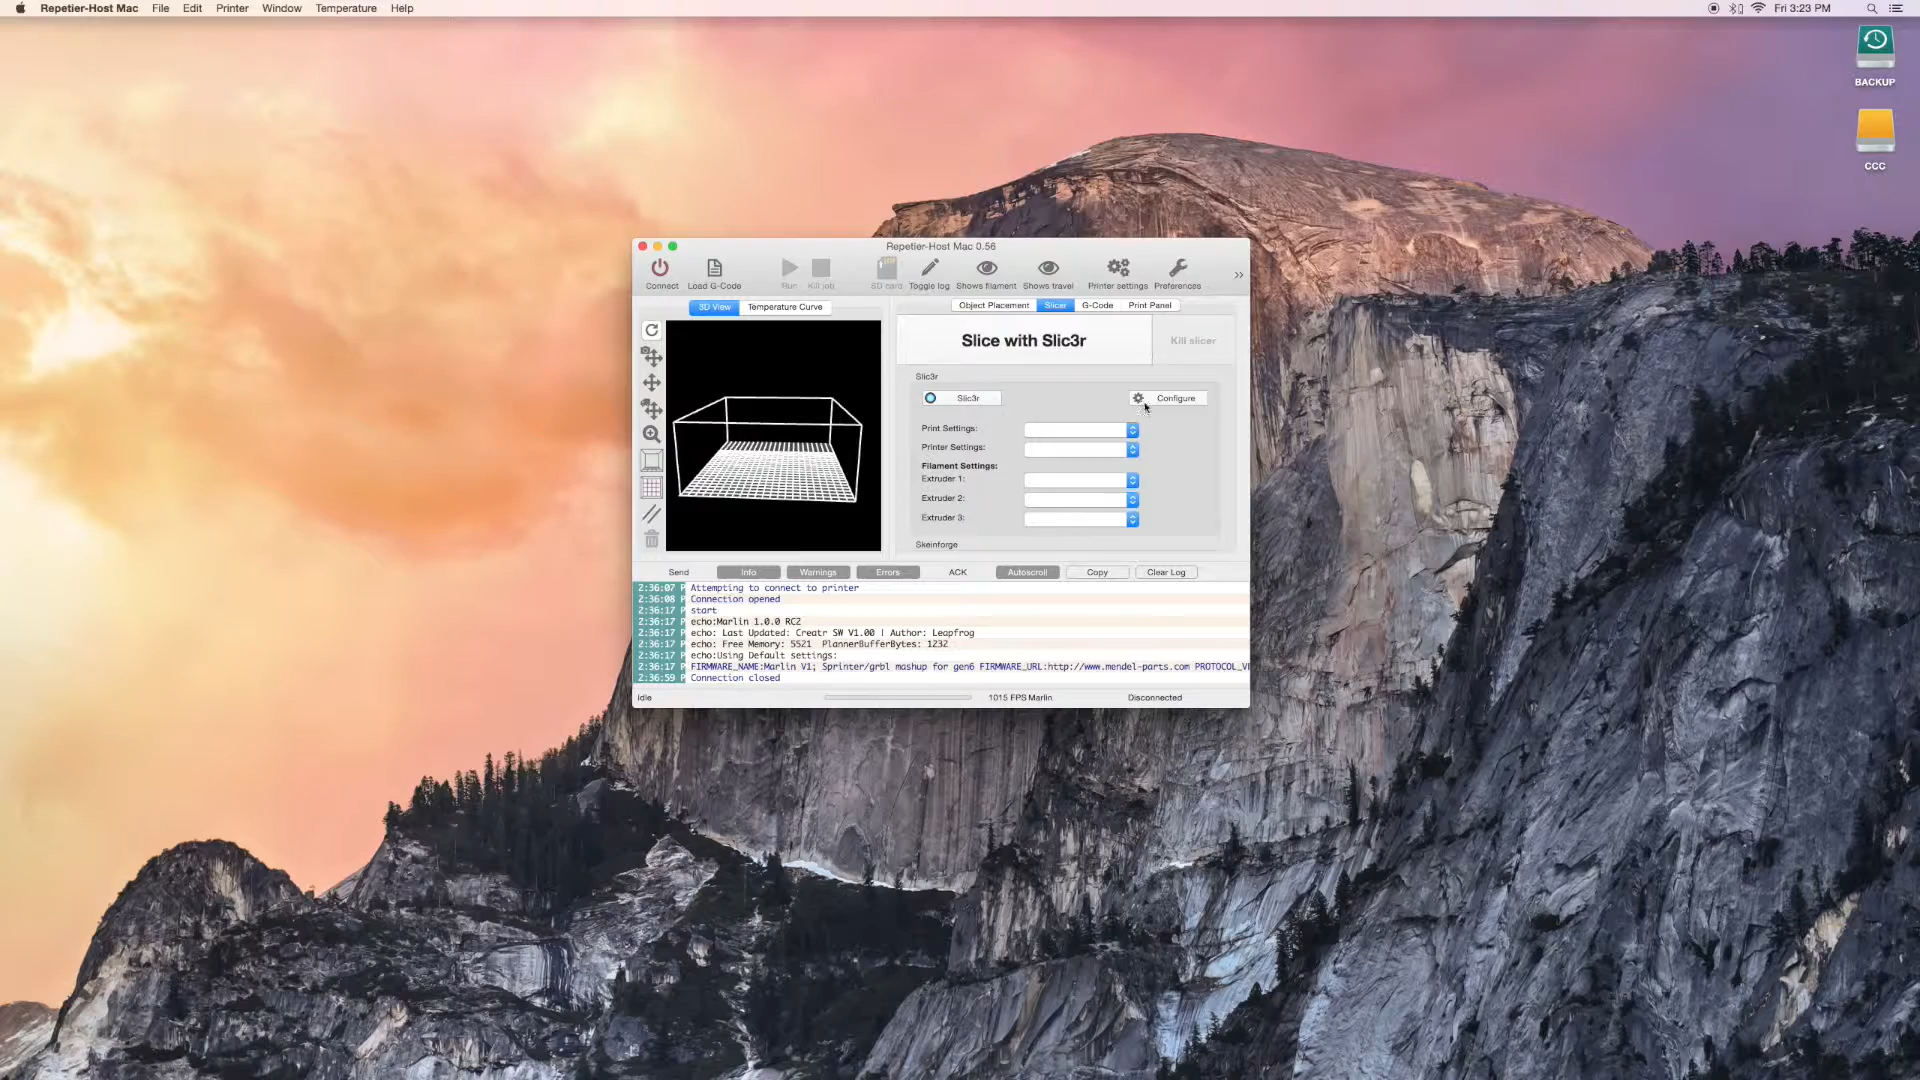 Repetier-Host Mac File Edit Printer Window Temperature Help Fri 3:23 PM
BACKUP
CCC
Repetier-Host Mac 0.56
Connect Load G-Code Run Kill job SD card Toggle log Shows filament Shows travel Printer settings Preferences
3D View Temperature Curve
Object Placement Slicer G-Code Print Panel
Slice with Slic3r Kill slicer
Slic3r
Slic3r Configure
Print Settings:
Printer Settings:
Filament Settings:
Extruder 1:
Extruder 2:
Extruder 3:
Skeinforge
Send Info Warnings Errors ACK Autoscroll Copy Clear Log
2:36:07 P Attempting to connect to printer
2:36:08 P Connection opened
2:36:17 P start
2:36:17 P echo:Marlin 1.0.0 RC2
2:36:17 P echo: Last Updated: Creatr SW V1.00 | Author: Leapfrog
2:36:17 P echo: Free Memory: 5521 PlannerBufferBytes: 1232
2:36:17 P echo:Using Default settings:
2:36:17 P FIRMWARE_NAME:Marlin V1; Sprinter/grbl mashup for gen6 FIRMWARE_URL:http://www.mendel-parts.com
2:36:59 P Connection closed
Idle 1015 FPS Marlin Disconnected